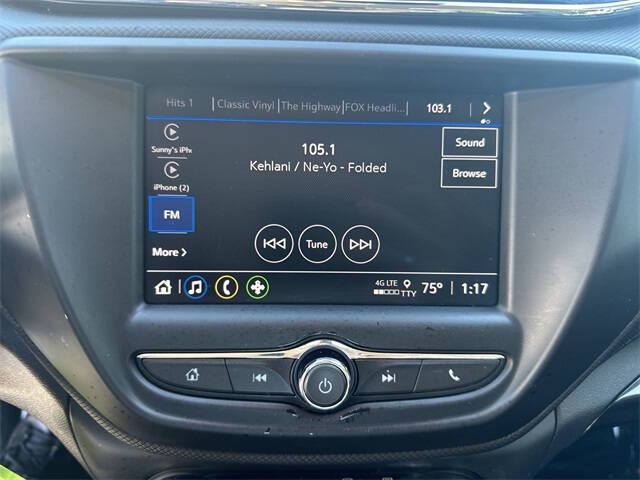 Hits 1 Classic Vinyl The Highway FOX Headli... 103.1
Sunny's iPh
iPhone (2)
FM
More
105.1
Kehlani / Ne-Yo - Folded
Tune
Sound
Browse
4G LTE
TTY
75° 1:17